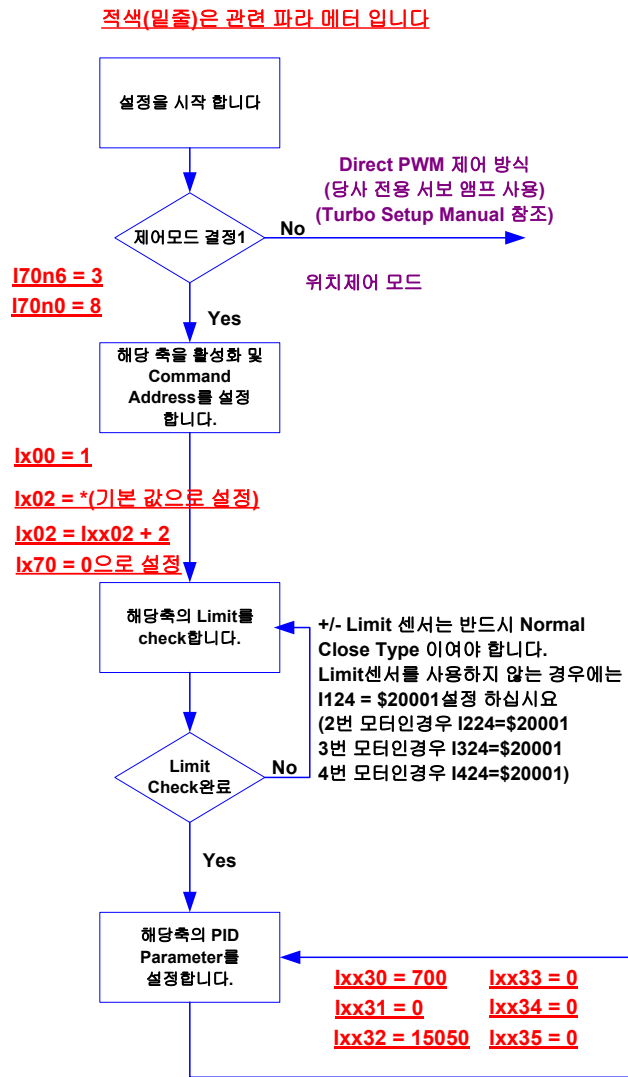 적색(밑줄)은 관련 파라 메터 입니다
설정을 시작 합니다
Direct PWM 제어 방식
(당사 전용 서보 앰프 사용)
(Turbo Setup Manual 참조)
제어모드 결정1
No
위치제어 모드
I70n6 = 3
I70n0 = 8
Yes
해당 축을 활성화 및
Command
Address를 설정
합니다.
Ix00 = 1
Ix02 = *(기본 값으로 설정)
Ix02 = Ixx02 + 2
Ix70 = 0으로 설정
해당축의 Limit를
check합니다.
+/- Limit 센서는 반드시 Normal
Close Type 이여야 합니다.
Limit센서를 사용하지 않는 경우에는
I124 = $20001설정 하십시요
(2번 모터인경우 I224=$20001
3번 모터인경우 I324=$20001
4번 모터인경우 I424=$20001)
Limit
Check완료
No
Yes
해당축의 PID
Parameter를
설정합니다.
Ixx30 = 700 Ixx33 = 0
Ixx31 = 0 Ixx34 = 0
Ixx32 = 15050 Ixx35 = 0